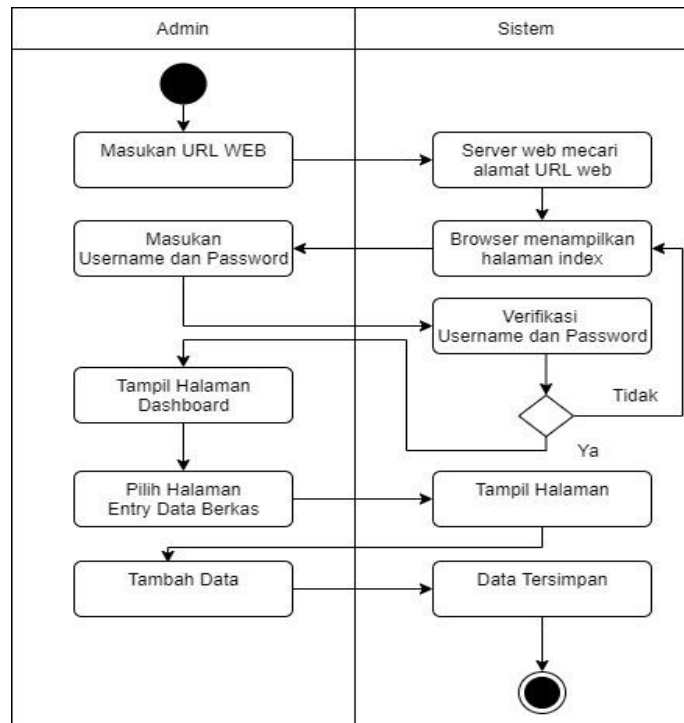 Admin
Sistem
Masukan URL WEB
Server web mecari
alamat URL web
Masukan
Username dan Password
Browser menampilkan
halaman index
Verifikasi
Username dan Password
Tampil Halaman
Dashboard
Tidak
Ya
Pilih Halaman
Entry Data Berkas
Tampil Halaman
Tambah Data
Data Tersimpan